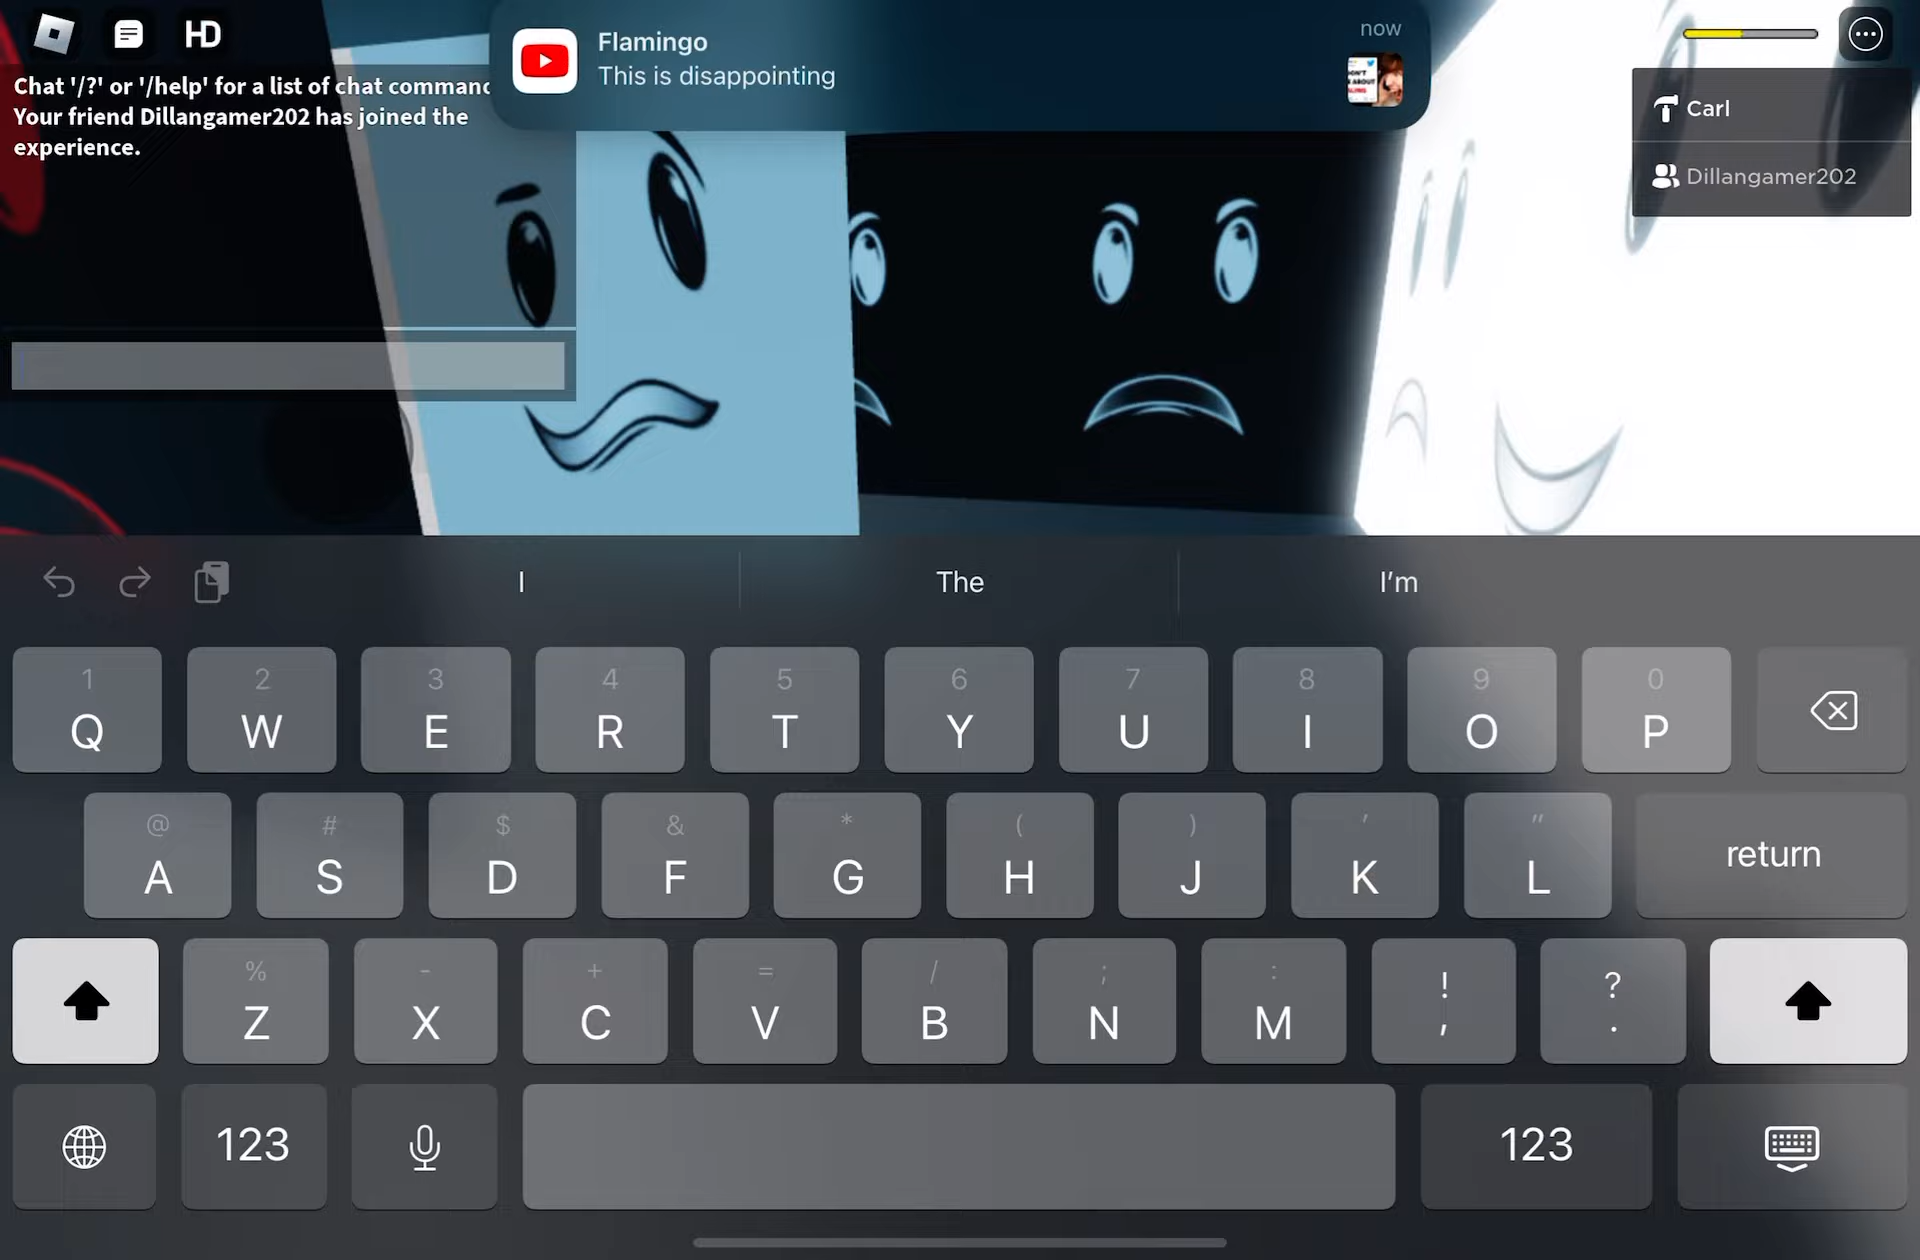 HD
Flamingo
now
This is disappointing
Chat '/?' or '/help' for a list of chat comman
Your friend Dillangamer202 has joined the
experience.
Carl
Dillangamer202
I The I'm
1 2 3 4 5 6 7 8 9 0
Q W E R T Y U I O P
@ # $ & * ( ) ' "
A S D F G H J K L return
% - + = / ; : ! ?
Z X C V B N M , .
123 123